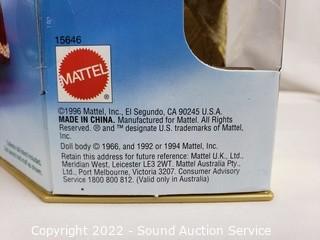 15646
MATTEL
©1996 Mattel, Inc., El Segundo, CA 90245 U.S.A.
MADE IN CHINA. Manufactured for Mattel. All Rights
Reserved. ® and ™ designate U.S. trademarks of Mattel,
Inc.
Doll body © 1966, and 1992 or 1994 Mattel, Inc.
Retain this address for future reference: Mattel U.K., Ltd.,
Meridian West, Leicester LE3 2WT. Mattel Australia Pty.,
Ltd., Port Melbourne, Victoria 3207. Consumer Advisory
Service 1800 800 812. (Valid only in Australia)
Copyright - 2022 - Sound Auction Service